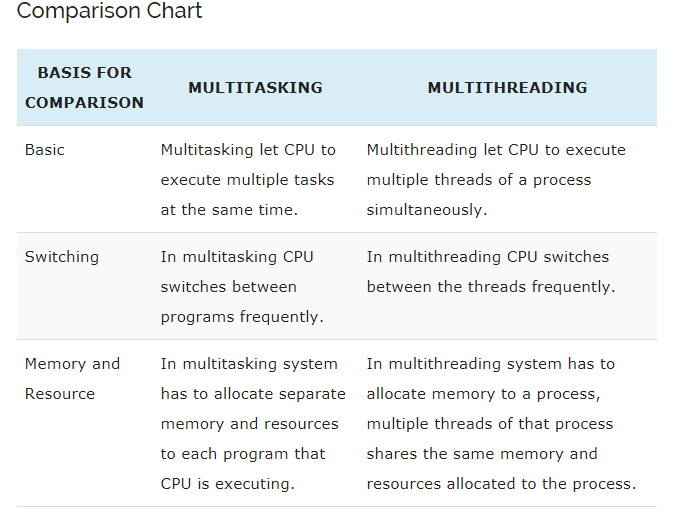 Comparison Chart
BASIS FOR
COMPARISON
MULTITASKING
MULTITHREADING
Basic
Multitasking let CPU to
execute multiple tasks
at the same time.
Multithreading let CPU to execute
multiple threads of a process
simultaneously.
Switching
In multitasking CPU
switches between
programs frequently.
In multithreading CPU switches
between the threads frequently.
Memory and
Resource
In multitasking system
has to allocate separate
memory and resources
to each program that
CPU is executing.
In multithreading system has to
allocate memory to a process,
multiple threads of that process
shares the same memory and
resources allocated to the process.